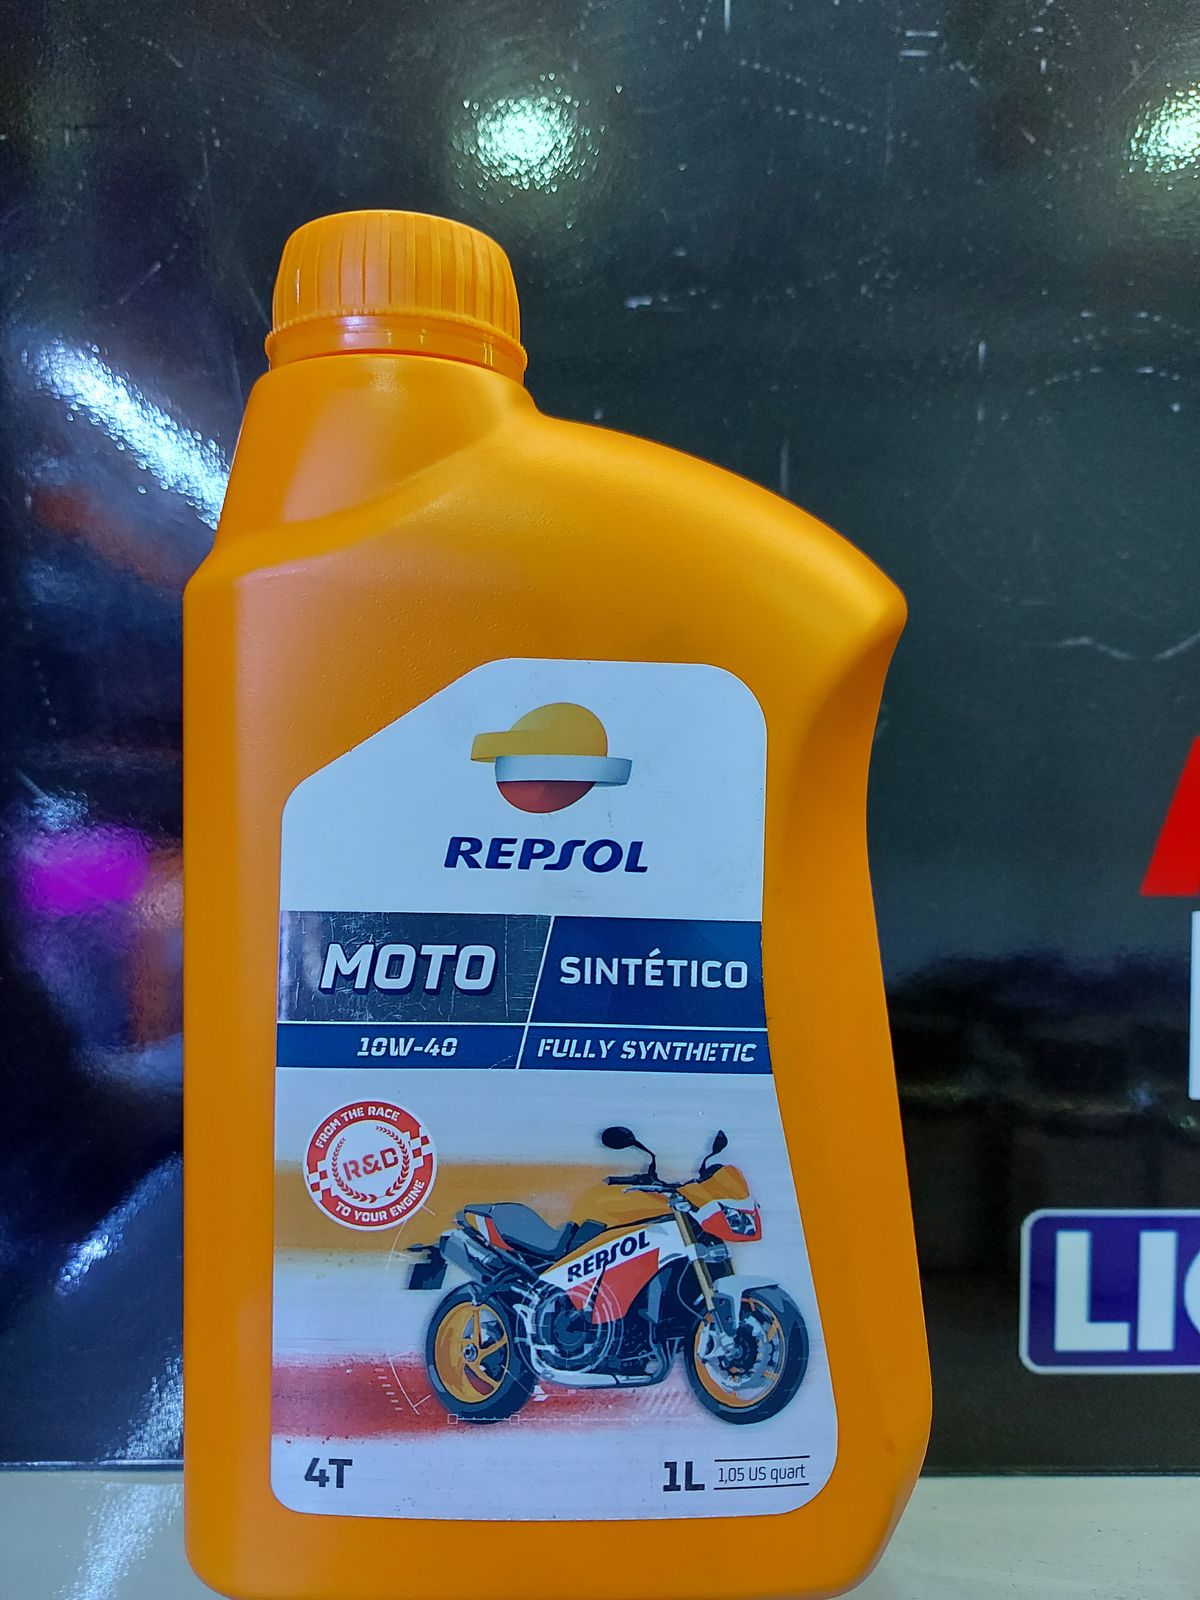 REPSOL
MOTO
SINTÉTICO
10W-40
FULLY SYNTHETIC
FROM THE RACE
R&D
TO YOUR ENGINE
REPSOL
4T
1L
1,05 US quart